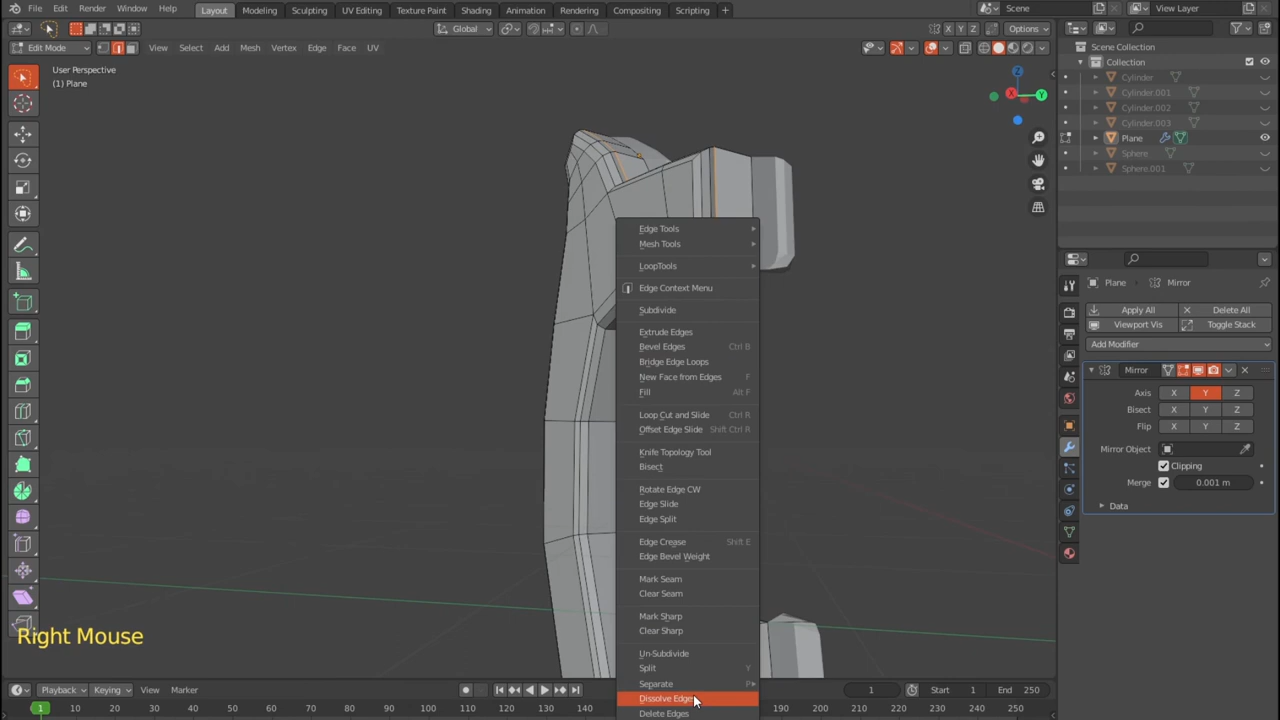 File Edit Render Window Help
Layout Modeling Sculpting UV Editing Texture Paint Shading Animation Rendering Compositing Scripting +
Scene
View Layer
Global
X Y Z
Edit Mode View Select Add Mesh Vertex Edge Face UV
User Perspective
(1) Plane
Z
X Y
Scene Collection
Collection
Cylinder
Cylinder.001
Cylinder.002
Cylinder.003
Plane
Sphere
Sphere.001
Edge Tools
Mesh Tools
LoopTools
Edge Context Menu
Subdivide
Extrude Edges
Bevel Edges Ctrl B
Bridge Edge Loops
New Face from Edges F
Fill Alt F
Loop Cut and Slide Ctrl R
Offset Edge Slide Shift Ctrl R
Knife Topology Tool
Bisect
Rotate Edge CW
Edge Slide
Edge Split
Edge Crease Shift E
Edge Bevel Weight
Mark Seam
Clear Seam
Mark Sharp
Clear Sharp
Un-Subdivide
Split Y
Separate P
Dissolve Edges
Delete Edges
Plane Mirror
Apply All Delete All
Viewport Vis Toggle Stack
Add Modifier
Mirror
Axis X Y Z
Bisect X Y Z
Flip X Y Z
Mirror Object
Clipping
Merge 0.001 m
Data
Right Mouse
Playback Keying View Marker
1 Start 1 End 250
1 10 20 30 40 50 60 70 80 90 100 110 120 130 140 190 200 210 220 230 240 250